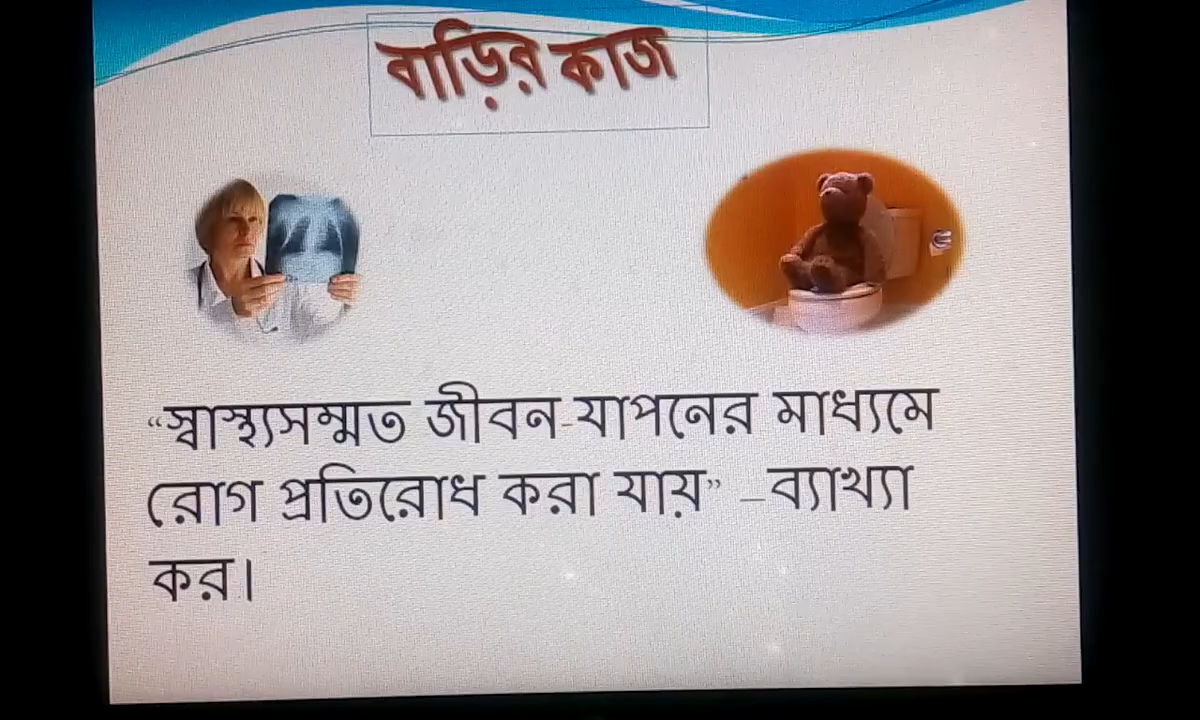 বাড়ির কাজ
“স্বাস্থ্যসম্মত জীবন-যাপনের মাধ্যমে
রোগ প্রতিরোধ করা যায়” –ব্যাখ্যা
কর।